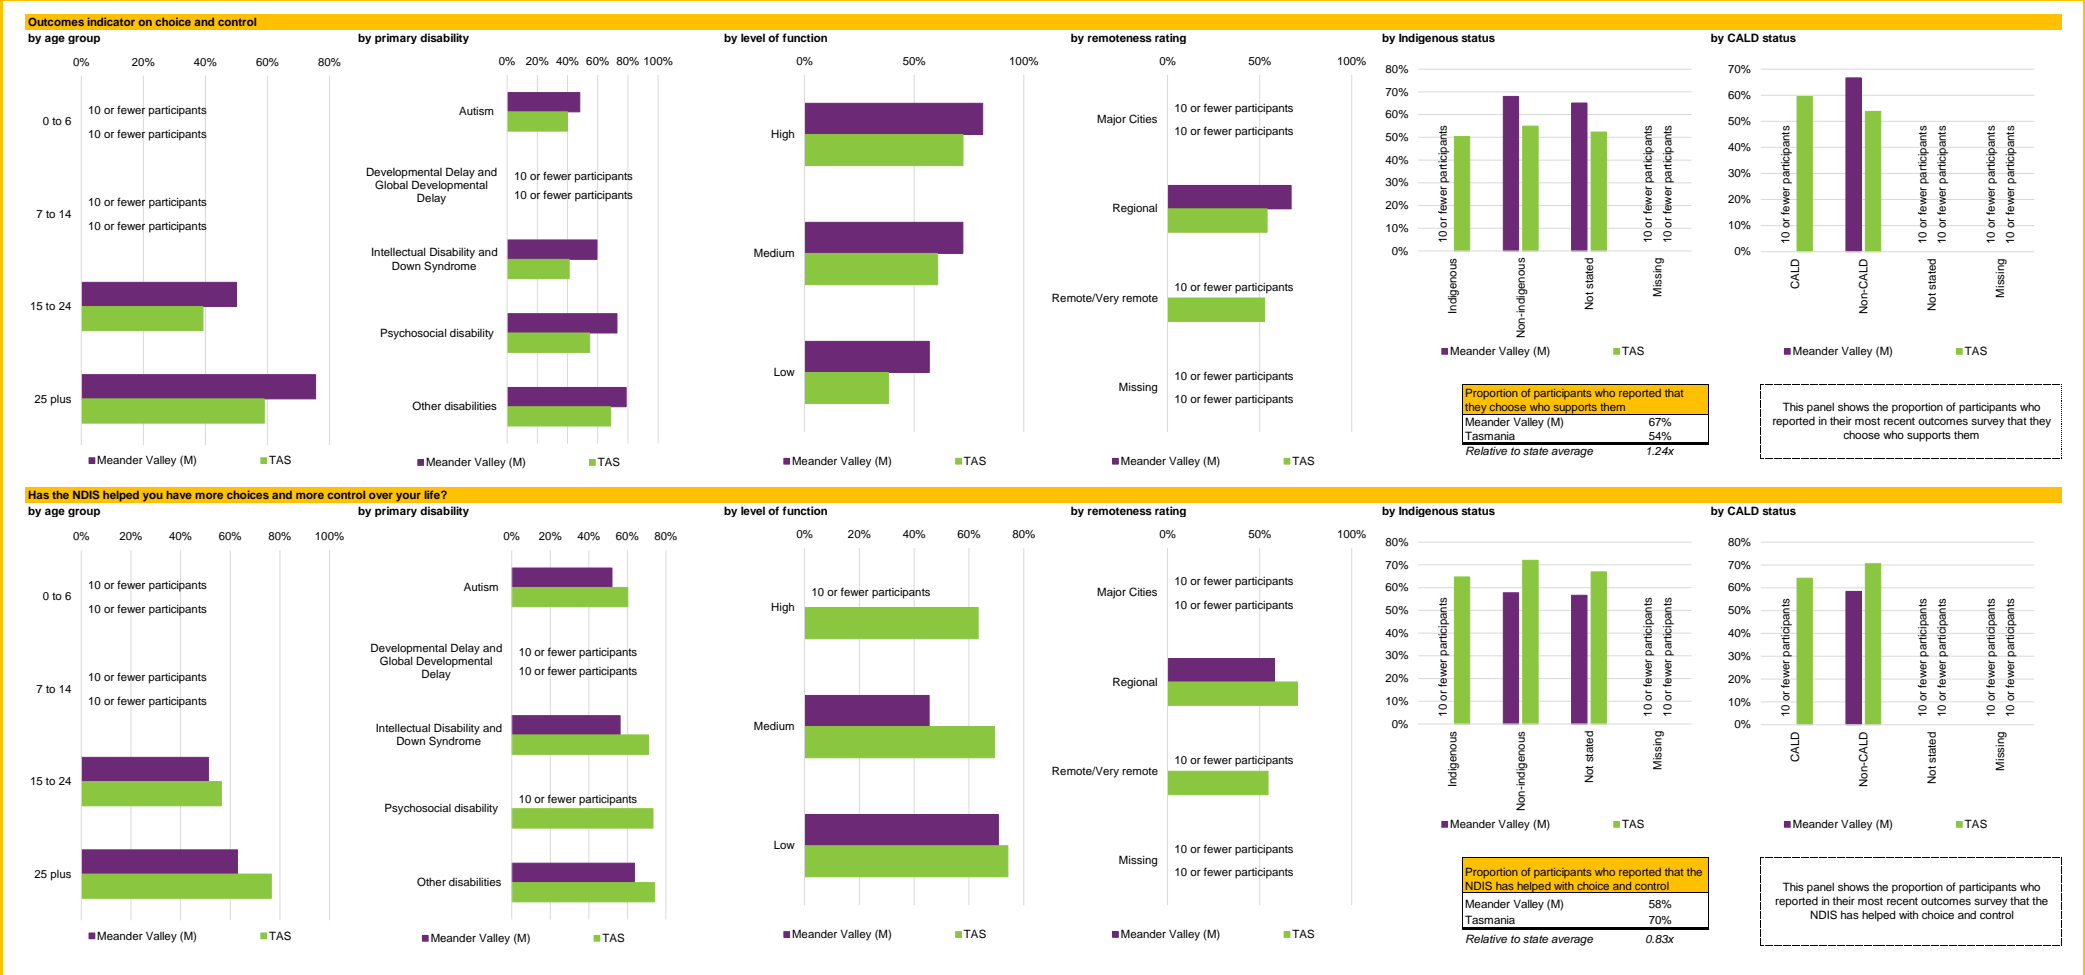 Outcomes indicator on choice and control
by age group
0% 20% 40% 60% 80%
0 to 6
10 or fewer participants
10 or fewer participants
7 to 14
10 or fewer participants
10 or fewer participants
15 to 24
25 plus
Meander Valley (M) TAS
by primary disability
0% 20% 40% 60% 80% 100%
Autism
Developmental Delay and
Global Developmental
Delay
10 or fewer participants
10 or fewer participants
Intellectual Disability and
Down Syndrome
Psychosocial disability
Other disabilities
Meander Valley (M) TAS
by level of function
0% 50% 100%
High
Medium
Low
Meander Valley (M) TAS
by remoteness rating
0% 50% 100%
Major Cities
10 or fewer participants
10 or fewer participants
Regional
Remote/Very remote
10 or fewer participants
Missing
10 or fewer participants
10 or fewer participants
Meander Valley (M) TAS
by Indigenous status
80%
70%
60%
50%
40%
30%
20%
10%
0%
10 or fewer participants
10 or fewer participants
10 or fewer participants
Indigenous
Non-indigenous
Not stated
Missing
Meander Valley (M) TAS
by CALD status
70%
60%
50%
40%
30%
20%
10%
0%
10 or fewer participants
10 or fewer participants
10 or fewer participants
10 or fewer participants
10 or fewer participants
CALD
Non-CALD
Not stated
Missing
Meander Valley (M) TAS
Proportion of participants who reported that
they choose who supports them
Meander Valley (M) 67%
Tasmania 54%
Relative to state average 1.24x
This panel shows the proportion of participants who
reported in their most recent outcomes survey that they
choose who supports them
Has the NDIS helped you have more choices and more control over your life?
by age group
0% 20% 40% 60% 80% 100%
0 to 6
10 or fewer participants
10 or fewer participants
7 to 14
10 or fewer participants
10 or fewer participants
15 to 24
25 plus
Meander Valley (M) TAS
by primary disability
0% 20% 40% 60% 80%
Autism
Developmental Delay and
Global Developmental
Delay
10 or fewer participants
10 or fewer participants
Intellectual Disability and
Down Syndrome
Psychosocial disability
10 or fewer participants
Other disabilities
Meander Valley (M) TAS
by level of function
0% 20% 40% 60% 80%
High
10 or fewer participants
Medium
Low
Meander Valley (M) TAS
by remoteness rating
0% 50% 100%
Major Cities
10 or fewer participants
10 or fewer participants
Regional
Remote/Very remote
10 or fewer participants
Missing
10 or fewer participants
10 or fewer participants
Meander Valley (M) TAS
by Indigenous status
80%
70%
60%
50%
40%
30%
20%
10%
0%
10 or fewer participants
10 or fewer participants
10 or fewer participants
Indigenous
Non-indigenous
Not stated
Missing
Meander Valley (M) TAS
by CALD status
80%
70%
60%
50%
40%
30%
20%
10%
0%
10 or fewer participants
10 or fewer participants
10 or fewer participants
10 or fewer participants
10 or fewer participants
CALD
Non-CALD
Not stated
Missing
Meander Valley (M) TAS
Proportion of participants who reported that the
NDIS has helped with choice and control
Meander Valley (M) 58%
Tasmania 70%
Relative to state average 0.83x
This panel shows the proportion of participants who
reported in their most recent outcomes survey that the
NDIS has helped with choice and control